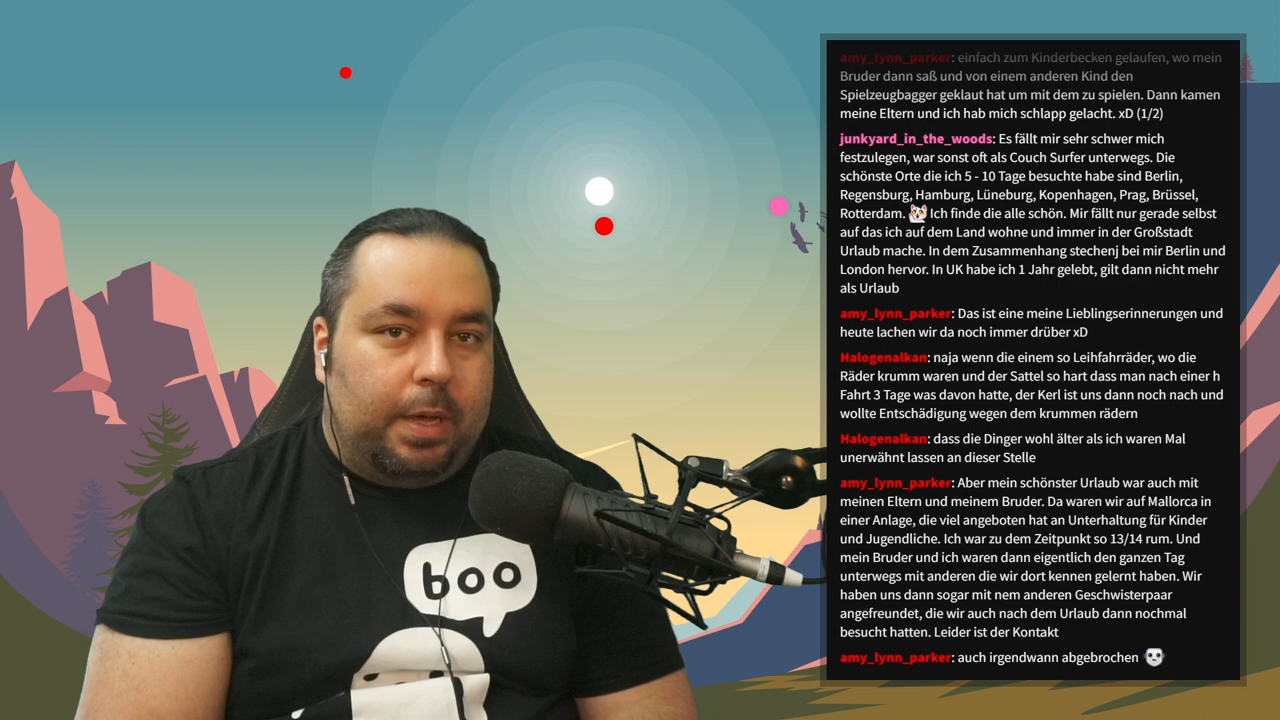 amy_lynn_parker: einfach zum Kinderbecken gelaufen, wo mein
Bruder dann saß und von einem anderen Kind den
Spielzeugbagger geklaut hat um mit dem zu spielen. Dann kamen
meine Eltern und ich hab mich schlapp gelacht. xD (1/2)
junkyard_in_the_woods: Es fällt mir sehr schwer mich
festzulegen, war sonst oft als Couch Surfer unterwegs. Die
schönste Orte die ich 5 - 10 Tage besuchte habe sind Berlin,
Regensburg, Hamburg, Lüneburg, Kopenhagen, Prag, Brüssel,
Rotterdam. Ich finde die alle schön. Mir fällt nur gerade selbst
auf das ich auf dem Land wohne und immer in der Großstadt
Urlaub mache. In dem Zusammenhang stechenj bei mir Berlin und
London hervor. In UK habe ich 1 Jahr gelebt, gilt dann nicht mehr
als Urlaub
amy_lynn_parker: Das ist eine meine Lieblingserinnerungen und
heute lachen wir da noch immer drüber xD
Halogenalkan: naja wenn die einem so Leihfahrräder, wo die
Räder krumm waren und der Sattel so hart dass man nach einer h
Fahrt 3 Tage was davon hatte, der Kerl ist uns dann noch nach und
wollte Entschädigung wegen dem krummen rädern
Halogenalkan: dass die Dinger wohl älter als ich waren Mal
unerwähnt lassen an dieser Stelle
amy_lynn_parker: Aber mein schönster Urlaub war auch mit
meinen Eltern und meinem Bruder. Da waren wir auf Mallorca in
einer Anlage, die viel angeboten hat an Unterhaltung für Kinder
und Jugendliche. Ich war zu dem Zeitpunkt so 13/14 rum. Und
mein Bruder und ich waren dann eigentlich den ganzen Tag
unterwegs mit anderen die wir dort kennen gelernt haben. Wir
haben uns dann sogar mit nem anderen Geschwisterpaar
angefreundet, die wir auch nach dem Urlaub dann nochmal
besucht hatten. Leider ist der Kontakt
amy_lynn_parker: auch irgendwann abgebrochen
boo